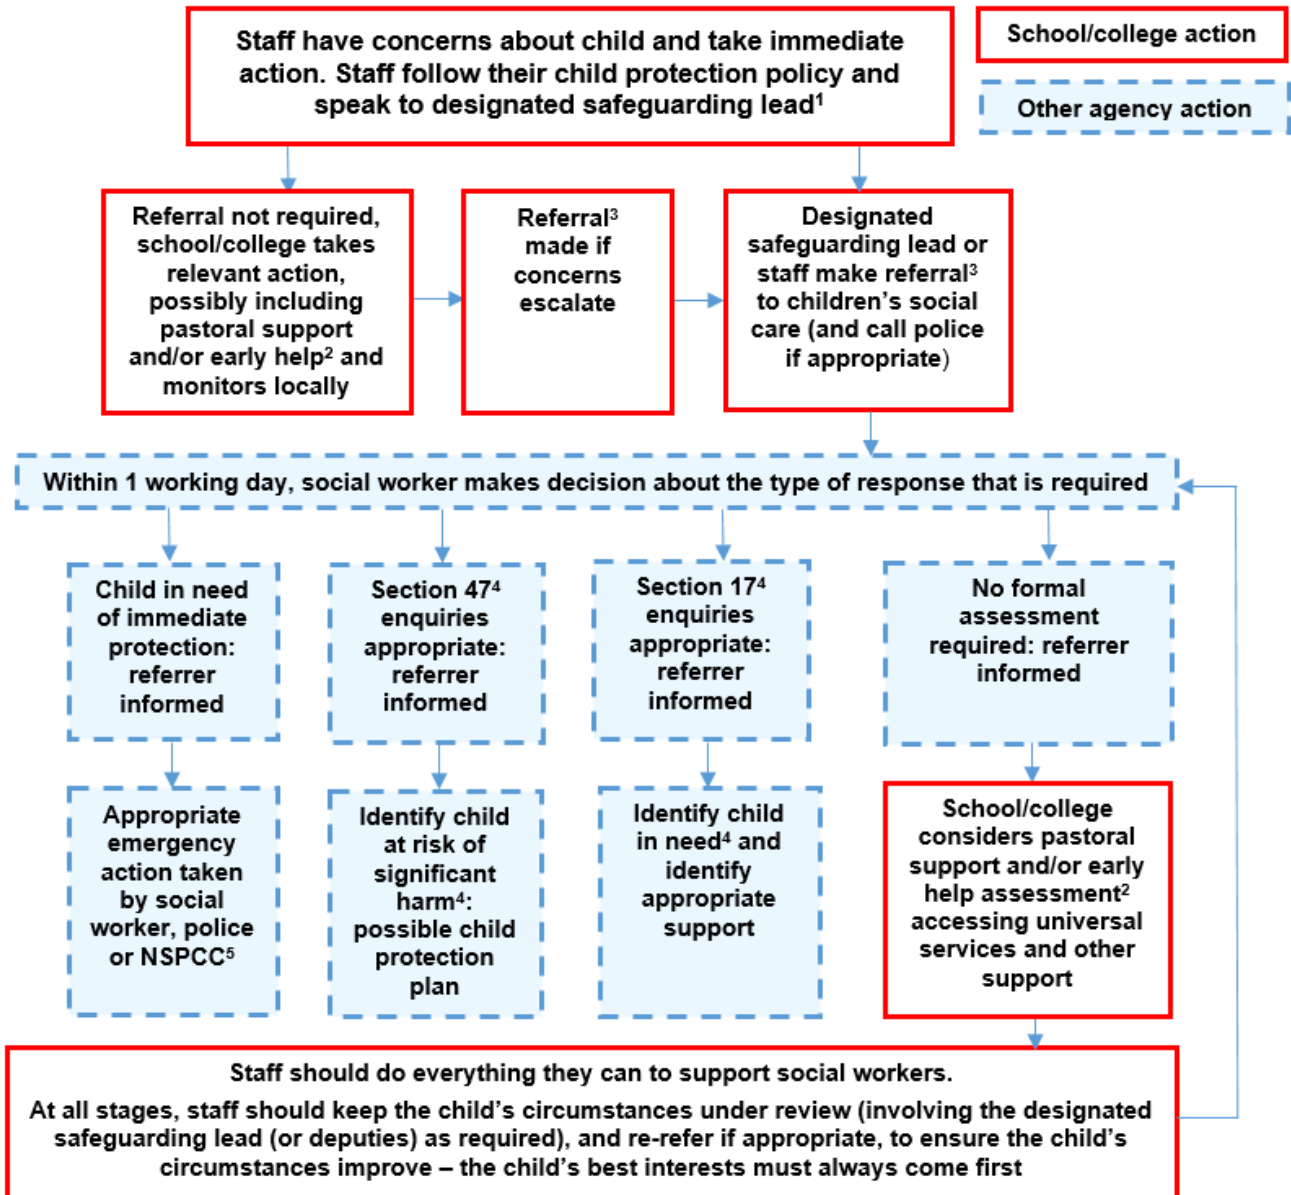 Staff have concerns about child and take immediate
action. Staff follow their child protection policy and
speak to designated safeguarding lead¹
School/college action
Other agency action
Referral not required,
school/college takes
relevant action,
possibly including
pastoral support
and/or early help² and
monitors locally
Referral³
made if
concerns
escalate
Designated
safeguarding lead or
staff make referral³
to children’s social
care (and call police
if appropriate)
Within 1 working day, social worker makes decision about the type of response that is required
Child in need
of immediate
protection:
referrer
informed
Section 47⁴
enquiries
appropriate:
referrer
informed
Section 17⁴
enquiries
appropriate:
referrer
informed
No formal
assessment
required: referrer
informed
Appropriate
emergency
action taken
by social
worker, police
or NSPCC⁵
Identify child
at risk of
significant
harm⁴:
possible child
protection
plan
Identify child
in need⁴ and
identify
appropriate
support
School/college
considers pastoral
support and/or early
help assessment²
accessing universal
services and other
support
Staff should do everything they can to support social workers.
At all stages, staff should keep the child’s circumstances under review (involving the designated
safeguarding lead (or deputies) as required), and re-refer if appropriate, to ensure the child’s
circumstances improve – the child’s best interests must always come first